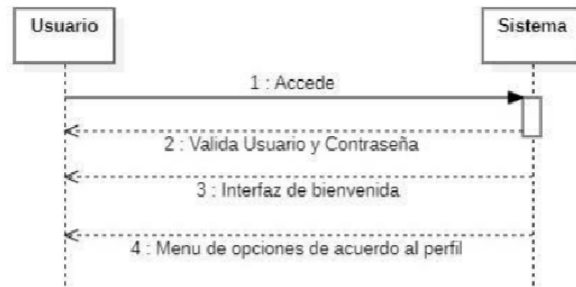 Usuario
Sistema
1 : Accede
2 : Valida Usuario y Contraseña
3 : Interfaz de bienvenida
4 : Menu de opciones de acuerdo al perfil